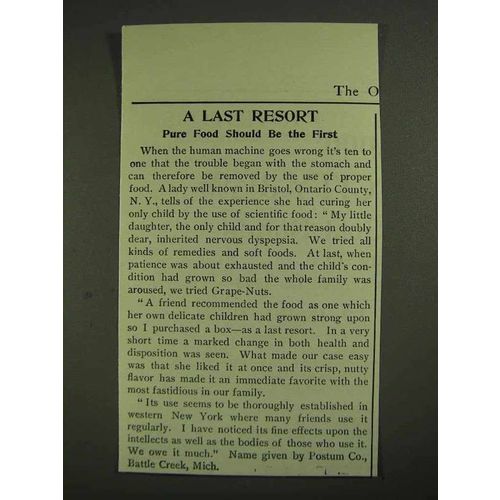 The O
A LAST RESORT
Pure Food Should Be the First
When the human machine goes wrong it's ten to
one that the trouble began with the stomach and
can therefore be removed by the use of proper
food. A lady well known in Bristol, Ontario County,
N. Y., tells of the experience she had curing her
only child by the use of scientific food: "My little
daughter, the only child and for that reason doubly
dear, inherited nervous dyspepsia. We tried all
kinds of remedies and soft foods. At last, when
patience was about exhausted and the child's con-
dition had grown so bad the whole family was
aroused, we tried Grape-Nuts.
"A friend recommended the food as one which
her own delicate children had grown strong upon
so I purchased a box—as a last resort. In a very
short time a marked change in both health and
disposition was seen. What made our case easy
was that she liked it at once and its crisp, nutty
flavor has made it an immediate favorite with the
most fastidious in our family.
"Its use seems to be thoroughly established in
western New York where many friends use it
regularly. I have noticed its fine effects upon the
intellects as well as the bodies of those who use it.
We owe it much." Name given by Postum Co.,
Battle Creek, Mich.